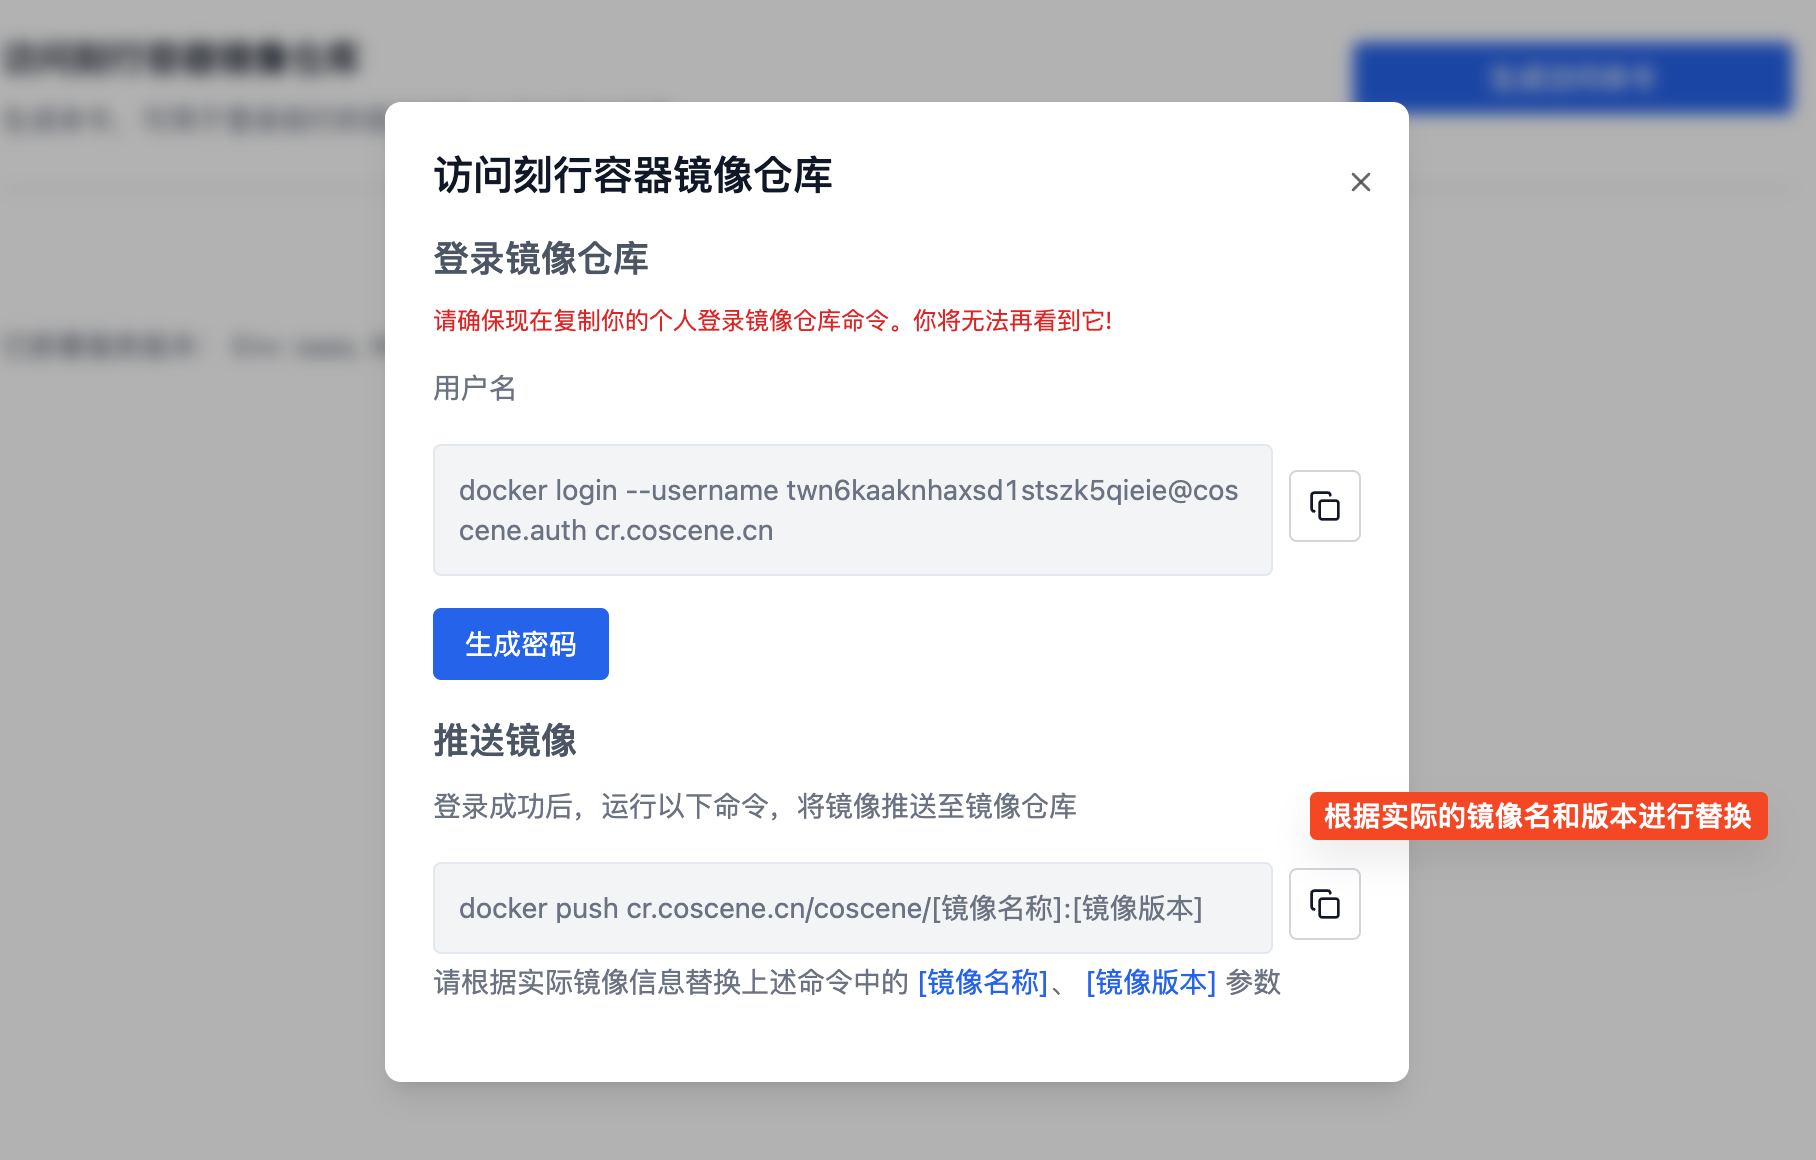 访问刻行容器镜像仓库
登录镜像仓库
请确保现在复制你的个人登录镜像仓库命令。你将无法再看到它!
用户名
docker login --username twn6kaaknhaxsd1stszk5qieie@cos
cene.auth cr.coscene.cn
生成密码
推送镜像
登录成功后，运行以下命令，将镜像推送至镜像仓库
根据实际的镜像名和版本进行替换
docker push cr.coscene.cn/coscene/[镜像名称]:[镜像版本]
请根据实际镜像信息替换上述命令中的 [镜像名称]、 [镜像版本] 参数